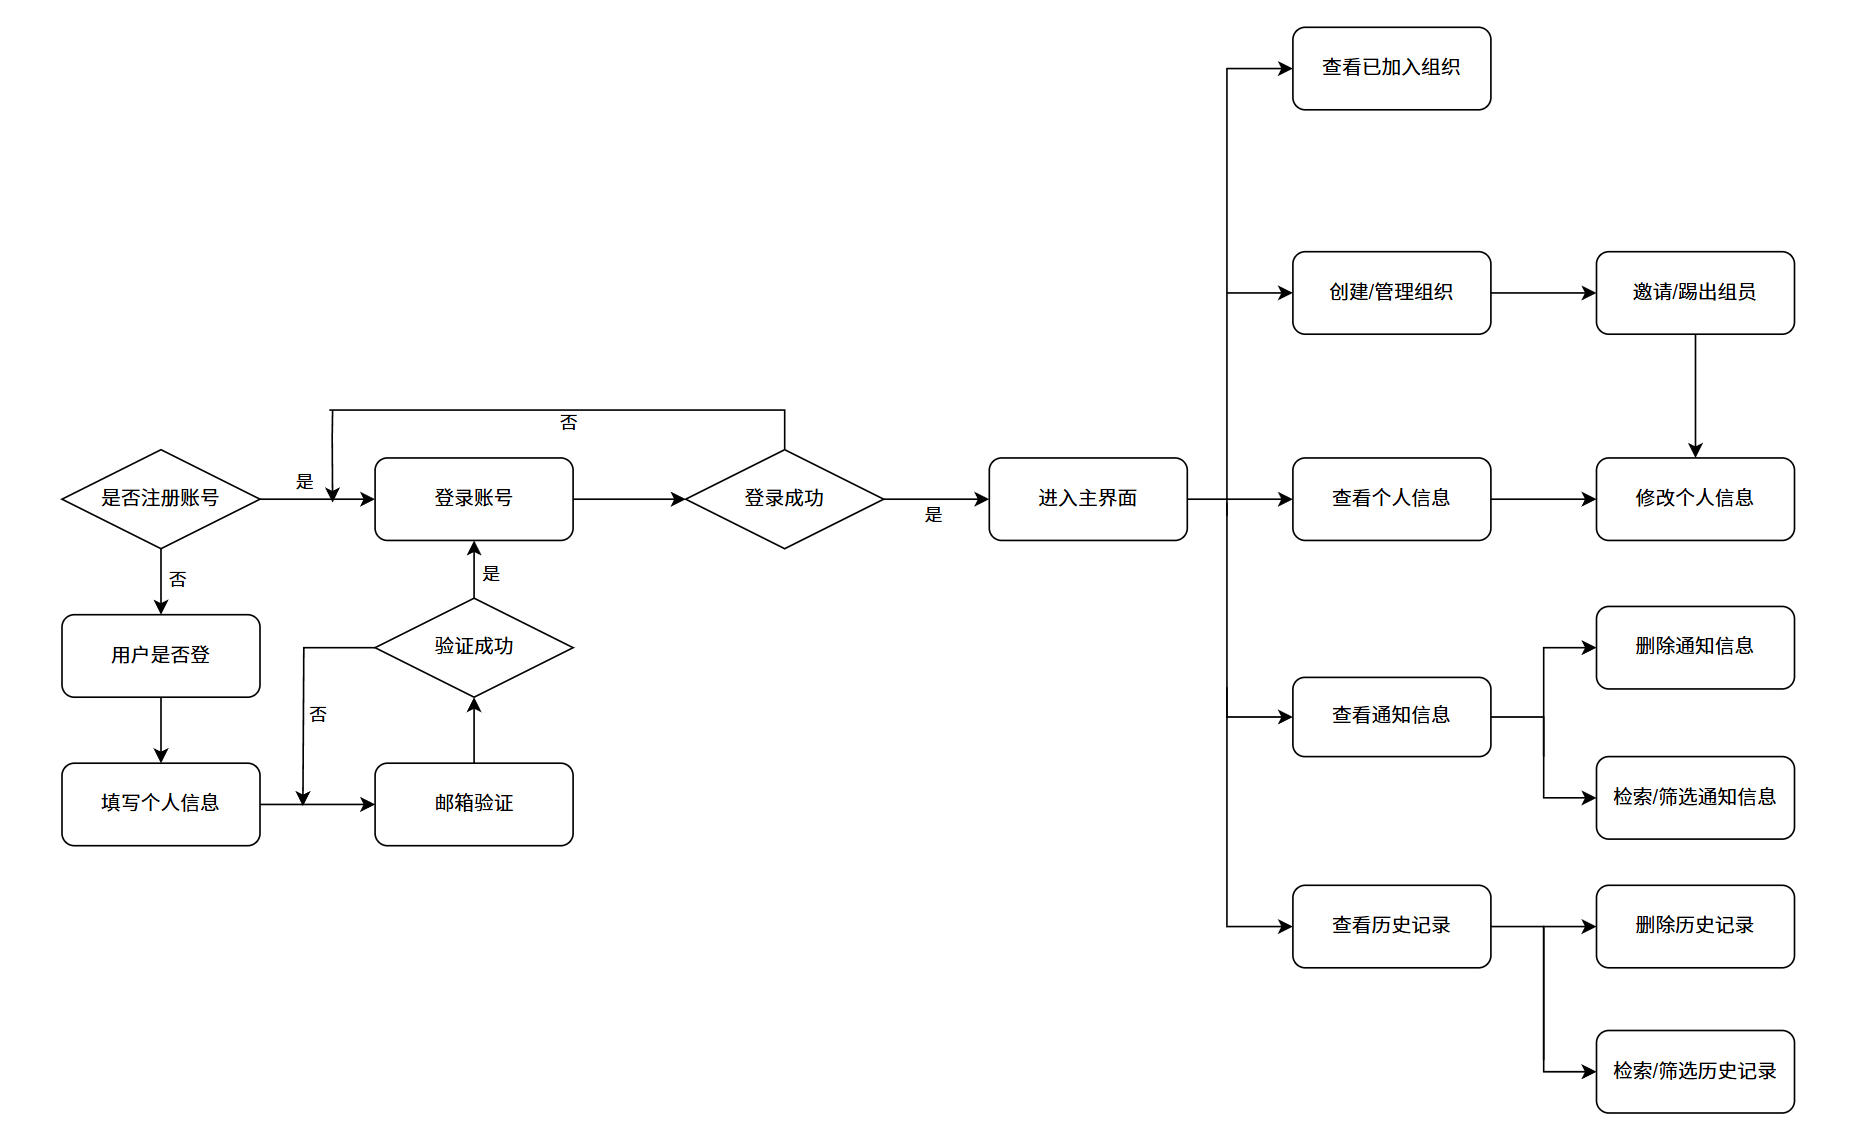 查看已加入组织
创建/管理组织
邀请/踢出组员
否
是否注册账号
是
登录账号
登录成功
是
进入主界面
查看个人信息
修改个人信息
否
是
用户是否登
验证成功
删除通知信息
否
查看通知信息
填写个人信息
邮箱验证
检索/筛选通知信息
查看历史记录
删除历史记录
检索/筛选历史记录